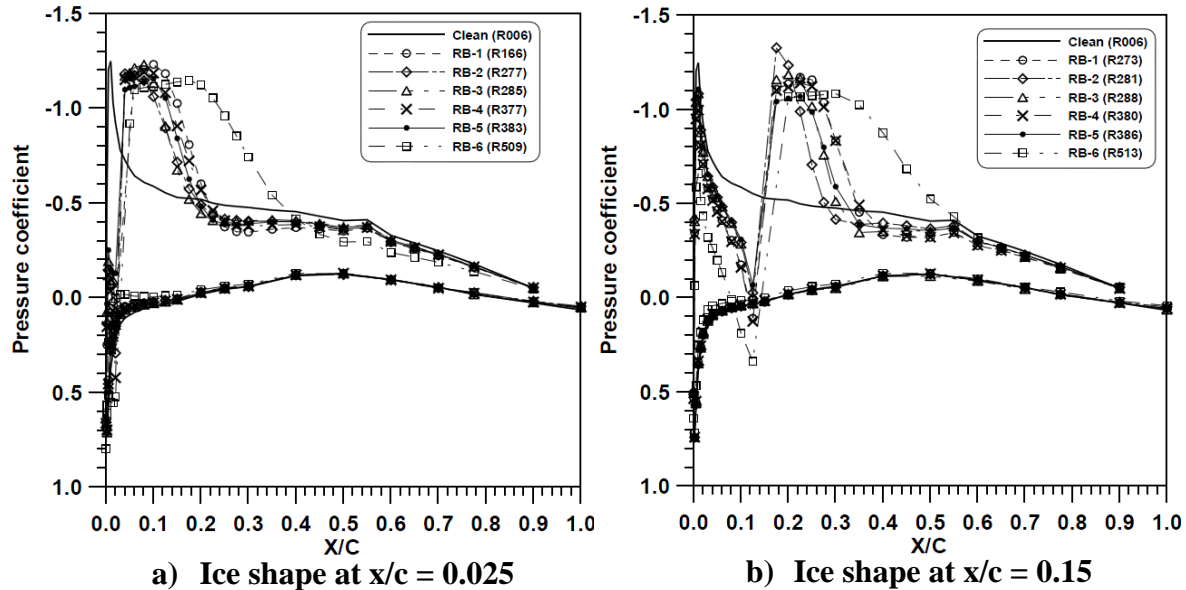 -1.5
-1.0
-0.5
0.0
0.5
1.0
Pressure coefficient
Clean (R006)
RB-1 (R166)
RB-2 (R277)
RB-3 (R285)
RB-4 (R377)
RB-5 (R383)
RB-6 (R509)
0.0 0.1 0.2 0.3 0.4 0.5 0.6 0.7 0.8 0.9 1.0
X/C
a) Ice shape at x/c = 0.025
-1.5
-1.0
-0.5
0.0
0.5
1.0
Pressure coefficient
Clean (R006)
RB-1 (R273)
RB-2 (R281)
RB-3 (R288)
RB-4 (R380)
RB-5 (R386)
RB-6 (R513)
0.0 0.1 0.2 0.3 0.4 0.5 0.6 0.7 0.8 0.9 1.0
X/C
b) Ice shape at x/c = 0.15